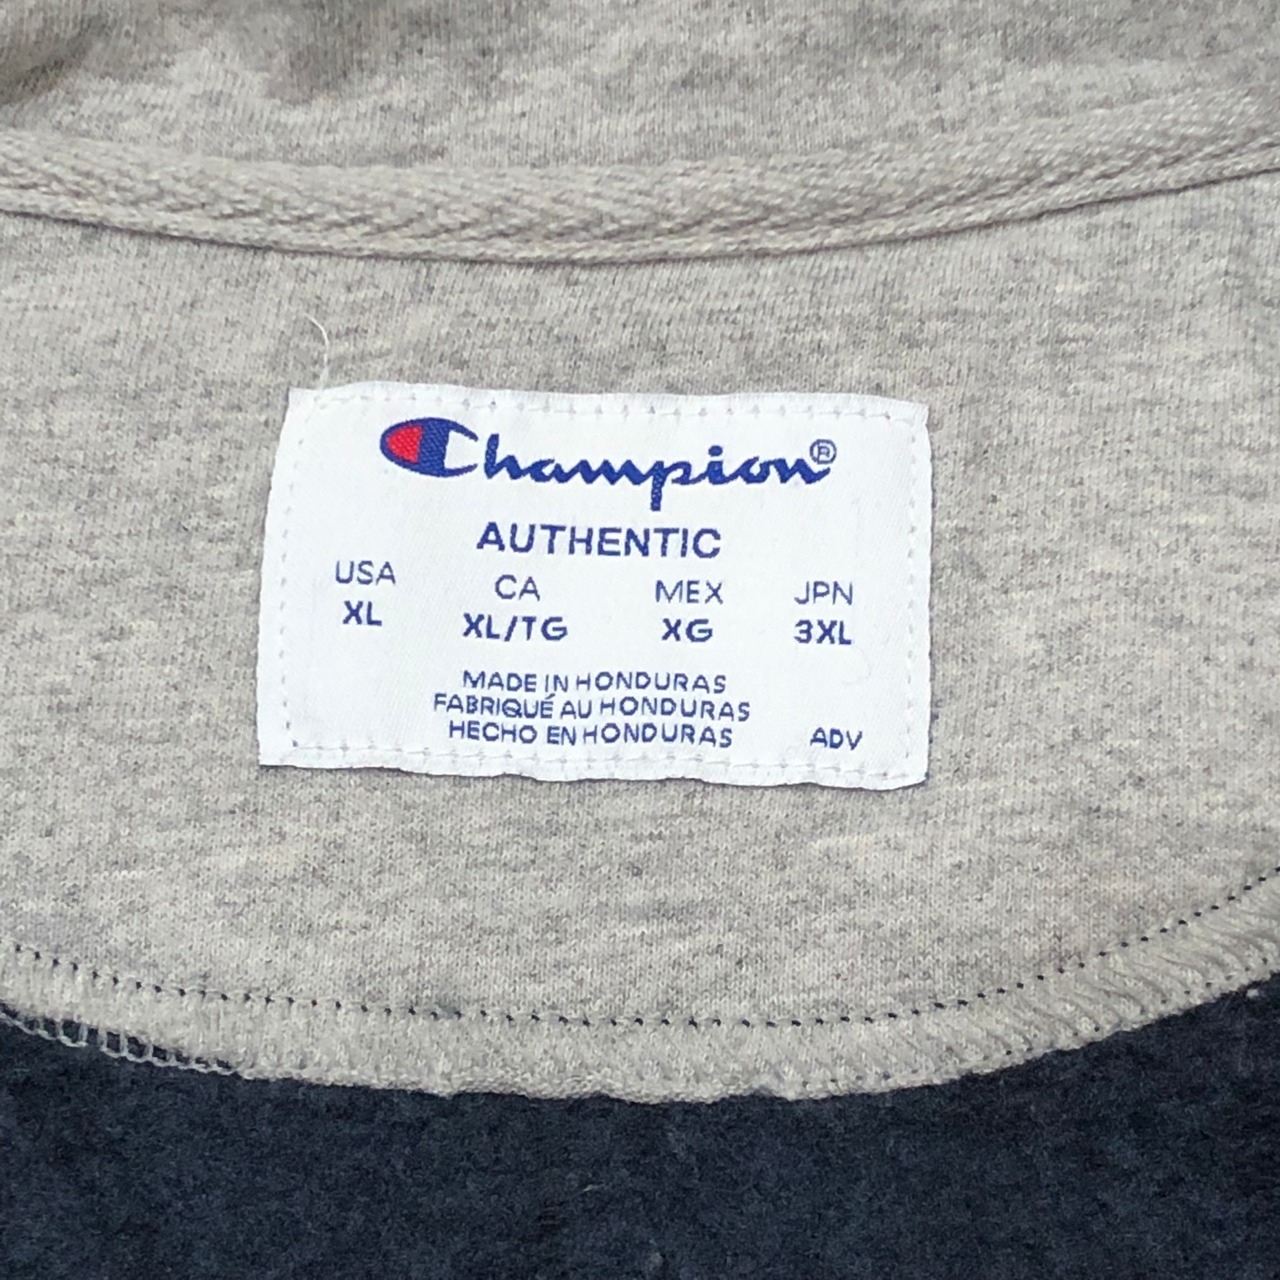 Champion®
AUTHENTIC
USA CA MEX JPN
XL XL/TG XG 3XL
MADE IN HONDURAS
FABRIQUÉ AU HONDURAS
HECHO EN HONDURAS ADV